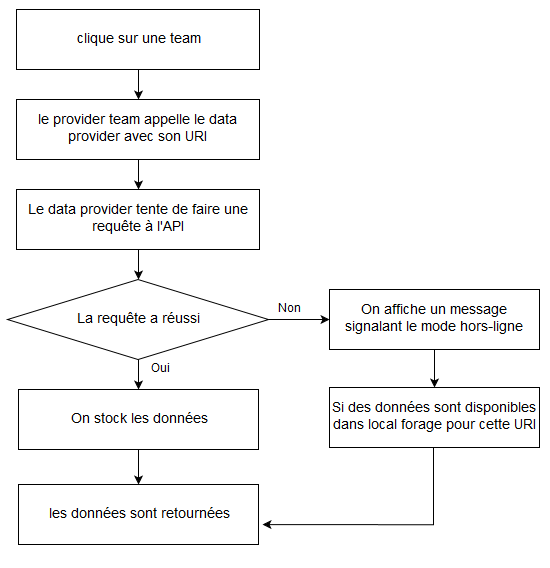 clique sur une team
le provider team appelle le data
provider avec son URI
Le data provider tente de faire une
requête à l'API
La requête a réussi
Non
On affiche un message
signalant le mode hors-ligne
Oui
On stock les données
Si des données sont disponibles
dans local forage pour cette URI
les données sont retournées